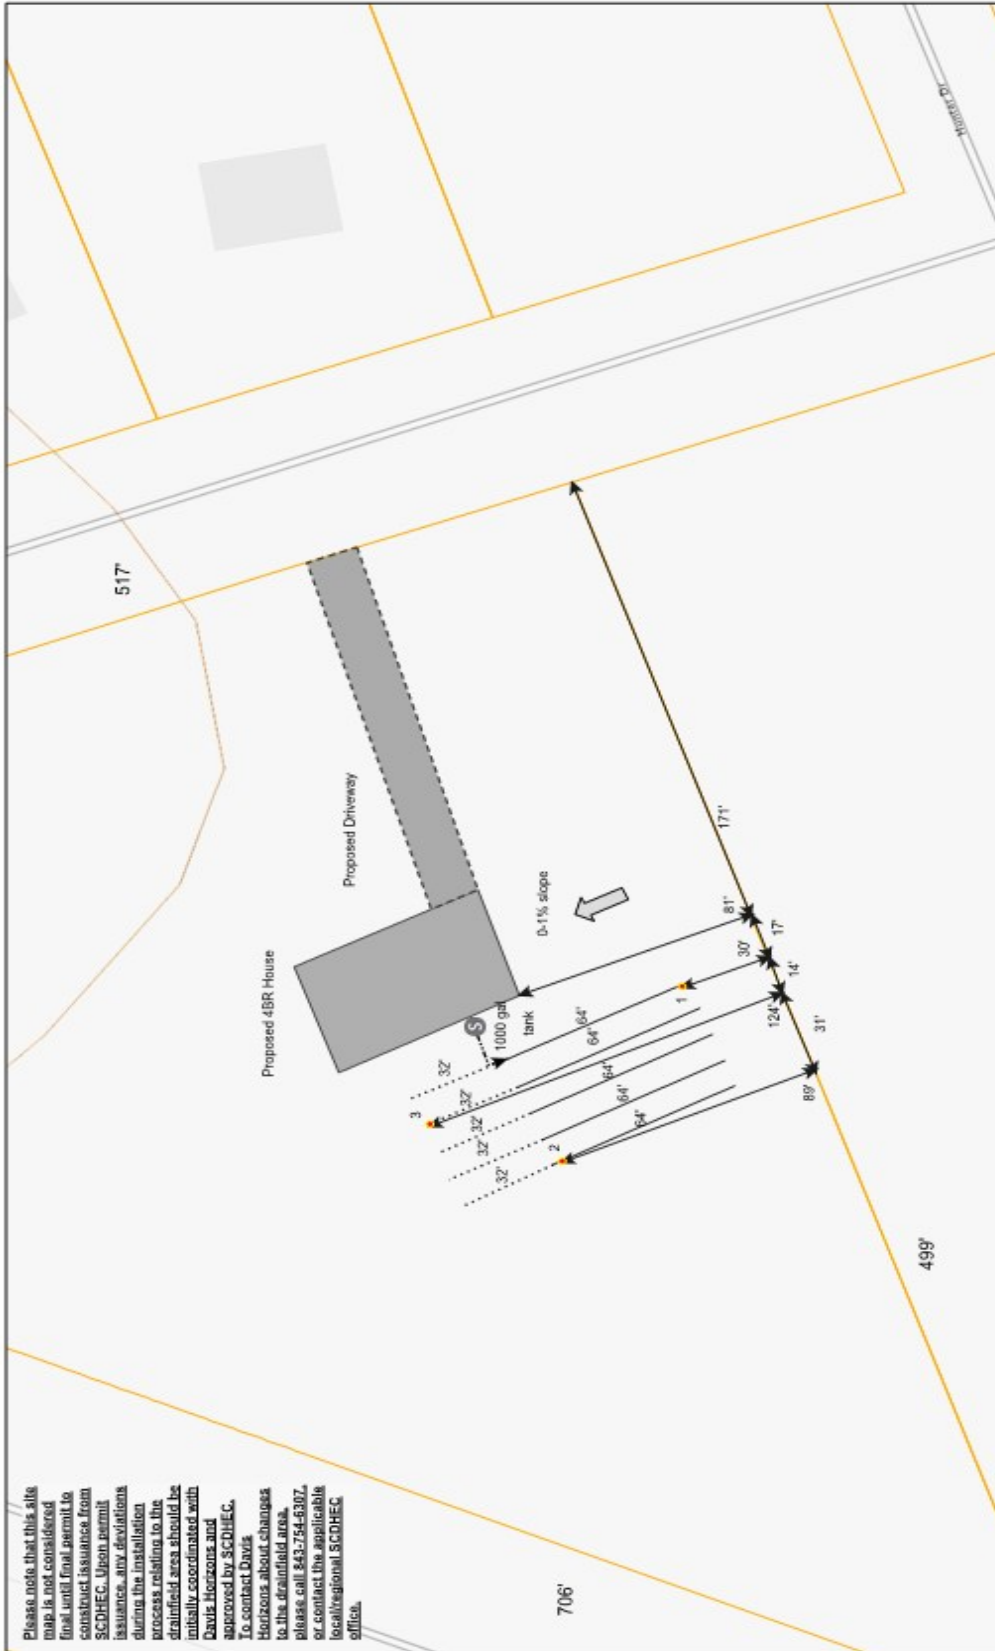 Please note that this site
map is not considered
final until final permit to
construct issuance from
SCDHEC. Upon permit
issuance, any deviations
during the installation
process relating to the
drainfield area should be
initially coordinated with
Davis Horizons and
approved by SCDHEC.
To contact Davis
Horizons about changes
to the drainfield area,
please call 843-754-6307,
or contact the applicable
local/regional SCDHEC
office.
706'
499'
517'
Proposed 4BR House
Proposed Driveway
0-1% slope
S
1000 gal
tank
32'
32'
32'
32'
32'
3
2
1
64'
64'
64'
64'
64'
89'
31'
124'
14'
30'
17'
81'
171'
Hunter Dr